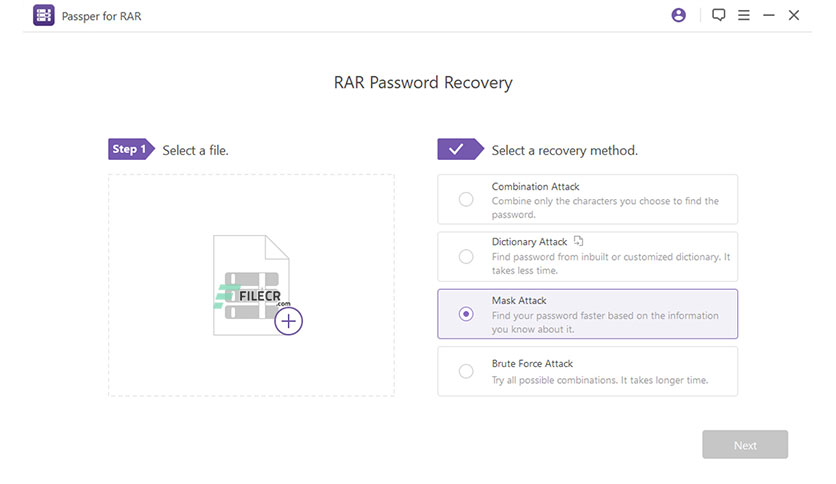 Passper for RAR
RAR Password Recovery
Step 1
Select a file.
Select a recovery method.
Combination Attack
Combine only the characters you choose to find the
password.
Dictionary Attack
Find password from inbuilt or customized dictionary. It
takes less time.
FILECR
.com
Mask Attack
Find your password faster based on the information
you know about it.
Brute Force Attack
Try all possible combinations. It takes longer time.
Next